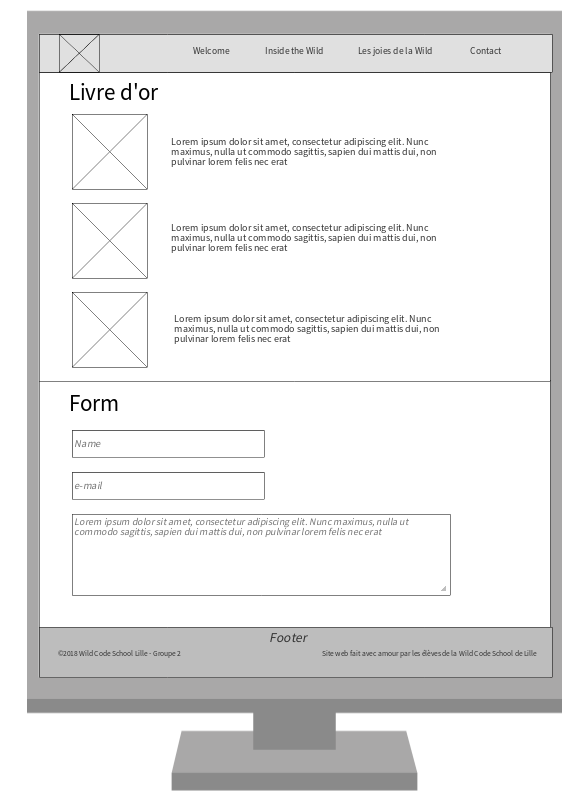 Welcome Inside the Wild Les joies de la Wild Contact
Livre d'or
Lorem ipsum dolor sit amet, consectetur adipiscing elit. Nunc
maximus, nulla ut commodo sagittis, sapien dui mattis dui, non
pulvinar lorem felis nec erat
Lorem ipsum dolor sit amet, consectetur adipiscing elit. Nunc
maximus, nulla ut commodo sagittis, sapien dui mattis dui, non
pulvinar lorem felis nec erat
Lorem ipsum dolor sit amet, consectetur adipiscing elit. Nunc
maximus, nulla ut commodo sagittis, sapien dui mattis dui, non
pulvinar lorem felis nec erat
Form
Name
e-mail
Lorem ipsum dolor sit amet, consectetur adipiscing elit. Nunc maximus, nulla ut
commodo sagittis, sapien dui mattis dui, non pulvinar lorem felis nec erat
Footer
©2018 Wild Code School Lille - Groupe 2 Site web fait avec amour par les élèves de la Wild Code School de Lille